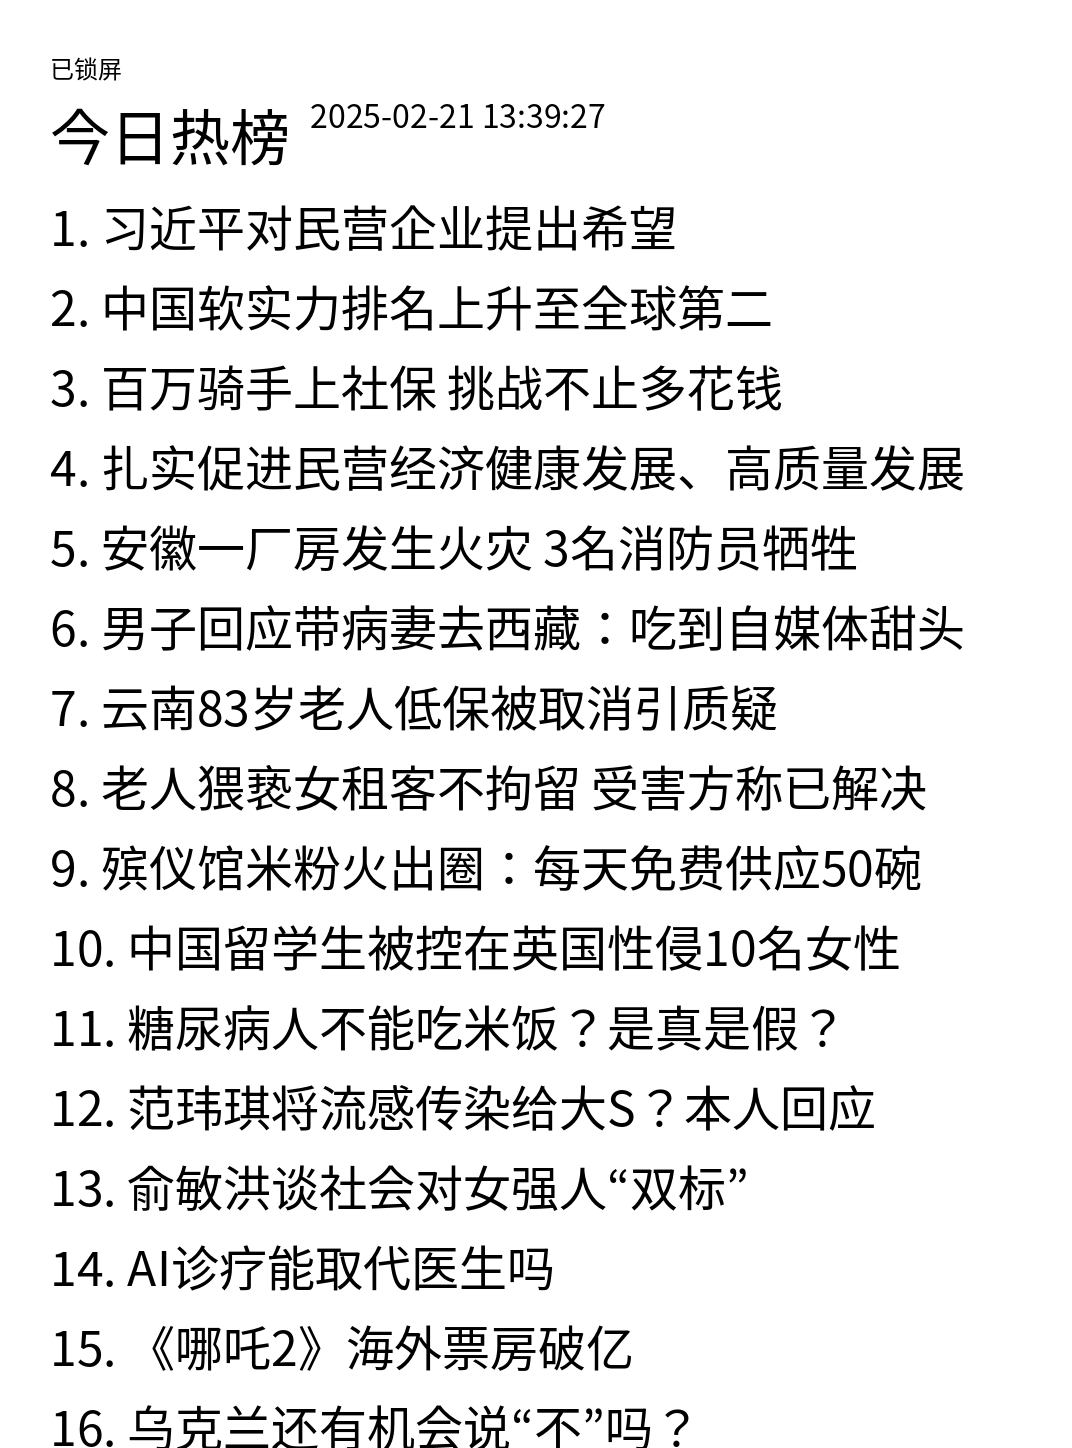 已锁屏
今日热榜 2025-02-21 13:39:27
1. 习近平对民营企业提出希望
2. 中国软实力排名上升至全球第二
3. 百万骑手上社保 挑战不止多花钱
4. 扎实促进民营经济健康发展、高质量发展
5. 安徽一厂房发生火灾 3名消防员牺牲
6. 男子回应带病妻去西藏：吃到自媒体甜头
7. 云南83岁老人低保被取消引质疑
8. 老人猥亵女租客不拘留 受害方称已解决
9. 殡仪馆米粉火出圈：每天免费供应50碗
10. 中国留学生被控在英国性侵10名女性
11. 糖尿病人不能吃米饭？是真是假？
12. 范玮琪将流感传染给大S？本人回应
13. 俞敏洪谈社会对女强人“双标”
14. AI诊疗能取代医生吗
15. 《哪吒2》海外票房破亿
16. 乌克兰还有机会说“不”吗？